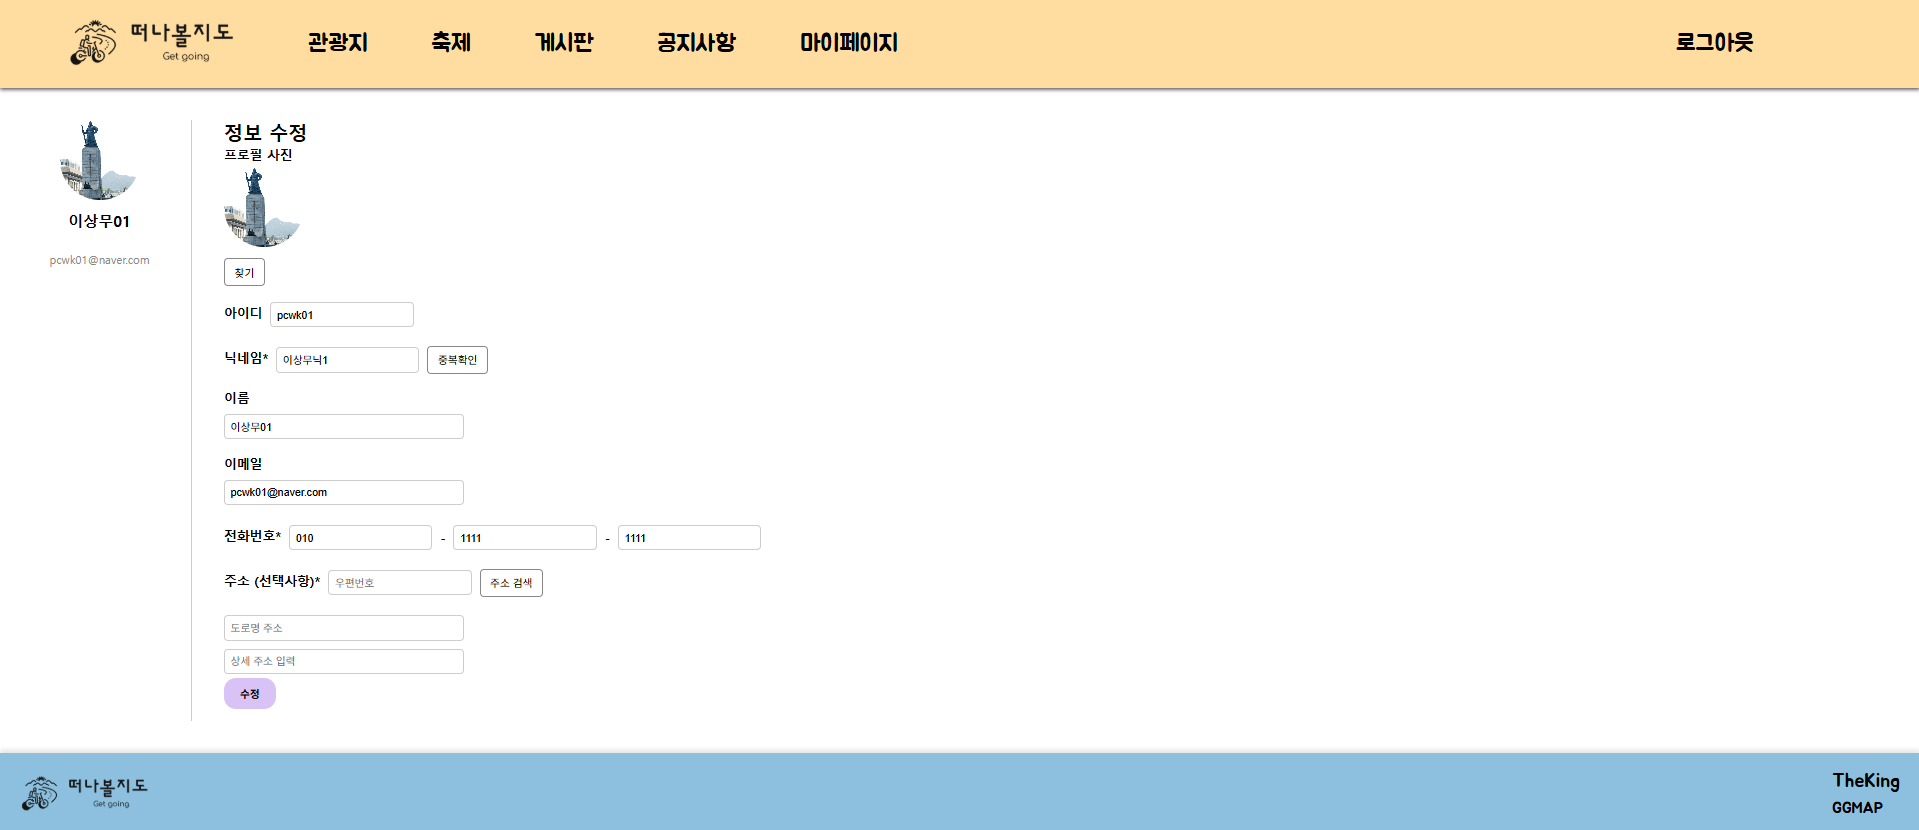 떠나볼지도
Get going
관광지 축제 게시판 공지사항 마이페이지 로그아웃
이상무01
pcwk01@naver.com
정보 수정
프로필 사진
찾기
아이디 pcwk01
닉네임* 이상무닉1 중복확인
이름
이상무01
이메일
pcwk01@naver.com
전화번호* 010 - 1111 - 1111
주소 (선택사항)* 우편번호 주소 검색
도로명 주소
상세 주소 입력
수정
떠나볼지도
Get going
TheKing
GGMAP